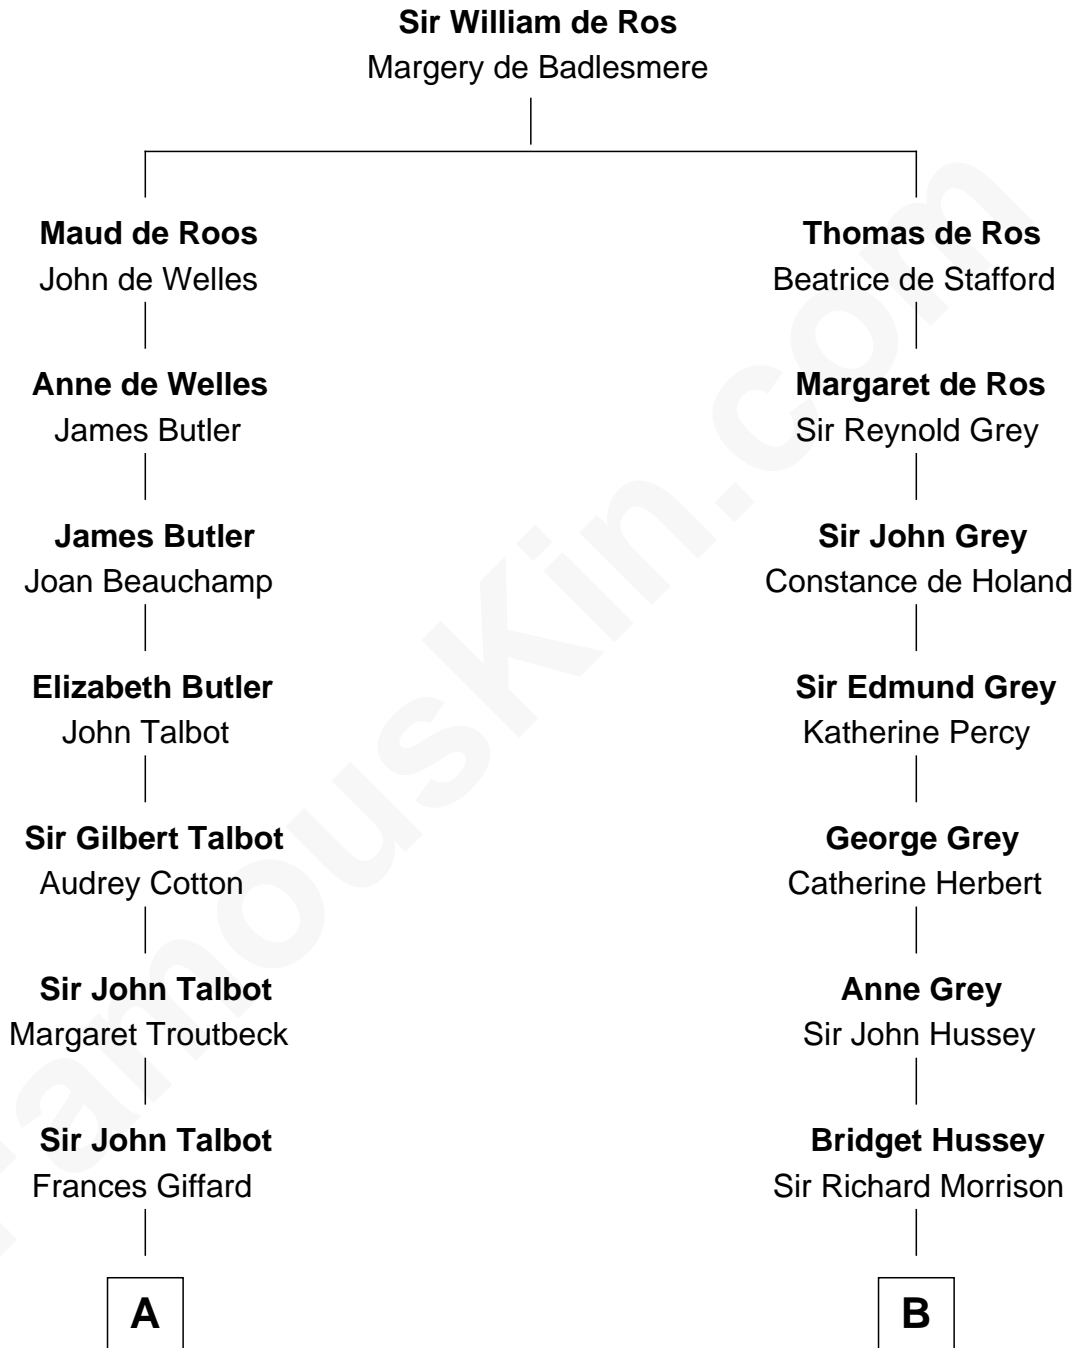 Sir William de Ros
Margery de Badlesmere
Maud de Roos
John de Welles
Thomas de Ros
Beatrice de Stafford
Anne de Welles
James Butler
Margaret de Ros
Sir Reynold Grey
James Butler
Joan Beauchamp
Sir John Grey
Constance de Holand
Elizabeth Butler
John Talbot
Sir Edmund Grey
Katherine Percy
Sir Gilbert Talbot
Audrey Cotton
George Grey
Catherine Herbert
Sir John Talbot
Margaret Troutbeck
Anne Grey
Sir John Hussey
Sir John Talbot
Frances Giffard
Bridget Hussey
Sir Richard Morrison
A
B
FamousKin.com